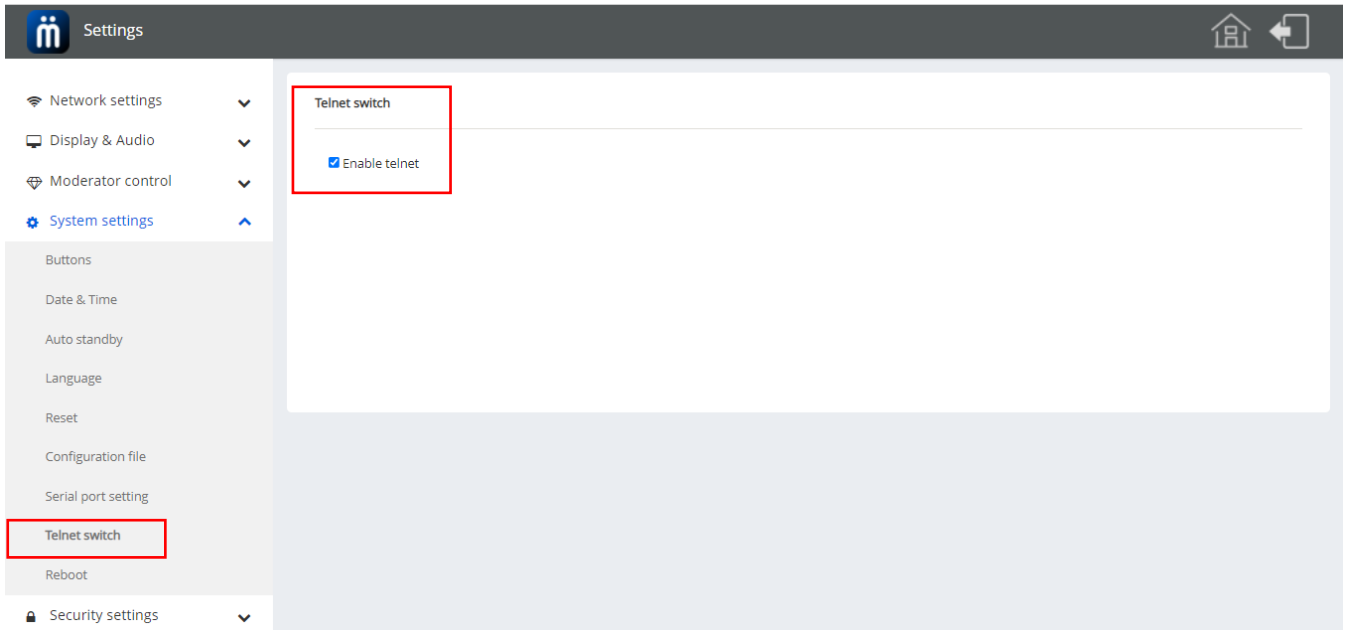 Settings
Network settings
Display & Audio
Moderator control
System settings
Buttons
Date & Time
Auto standby
Language
Reset
Configuration file
Serial port setting
Telnet switch
Reboot
Security settings
Telnet switch
Enable telnet